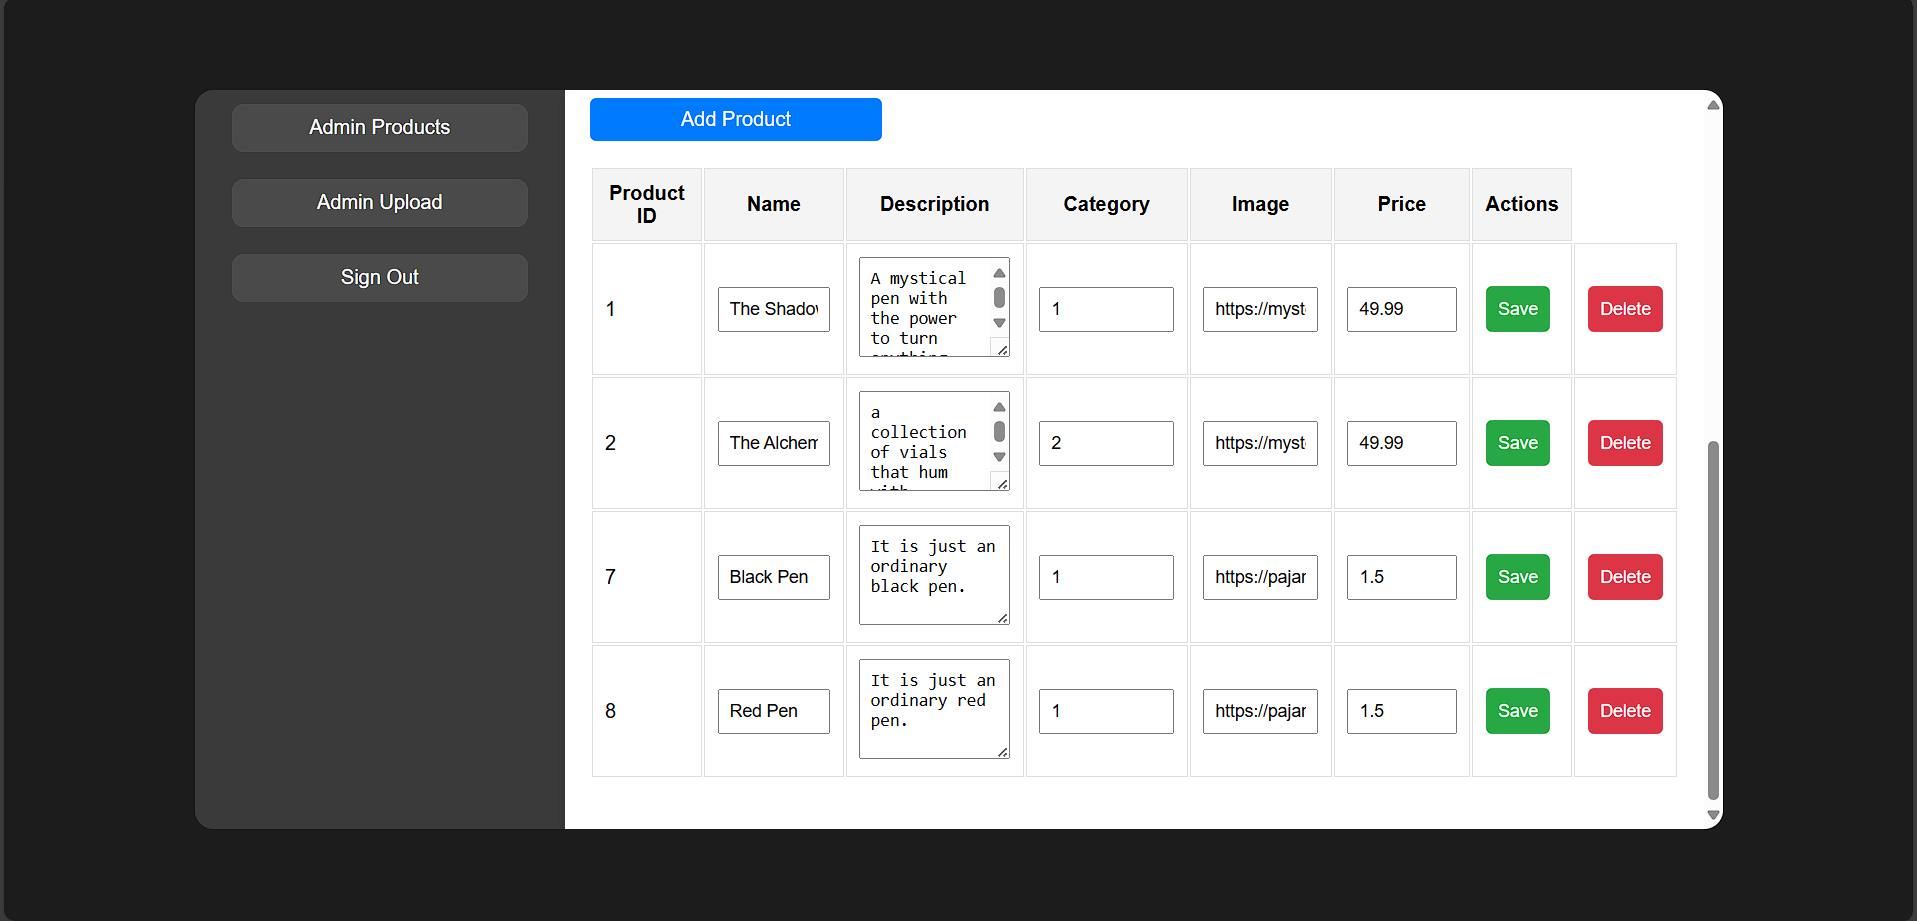 Admin Products
Admin Upload
Sign Out
Add Product
Product
ID
Name
Description
Category
Image
Price
Actions
1
The Shado
A mystical
pen with
the power
to turn
anything
1
https://myst
49.99
Save
Delete
2
The Alchem
a
collection
of vials
that hum
with
2
https://myst
49.99
Save
Delete
7
Black Pen
It is just an
ordinary
black pen.
1
https://pajar
1.5
Save
Delete
8
Red Pen
It is just an
ordinary red
pen.
1
https://pajar
1.5
Save
Delete